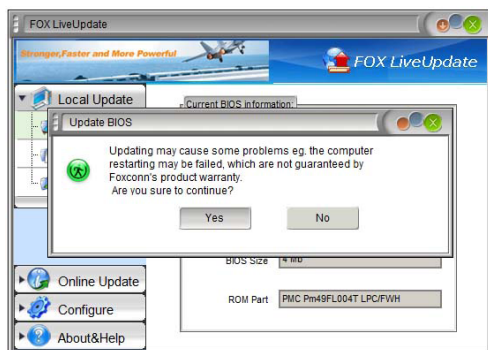 FOX LiveUpdate
Stronger,Faster and More Powerful
FOX LiveUpdate
Local Update
Current BIOS information:
Update BIOS
Updating may cause some problems eg, the computer
restarting may be failed, which are not guaranteed by
Foxconn's product warranty.
Are you sure to continue?
Yes
No
BIOS Size
4 mb
ROM Part
PMC Pm49FL004T LPC/FWH
Online Update
Configure
About&Help